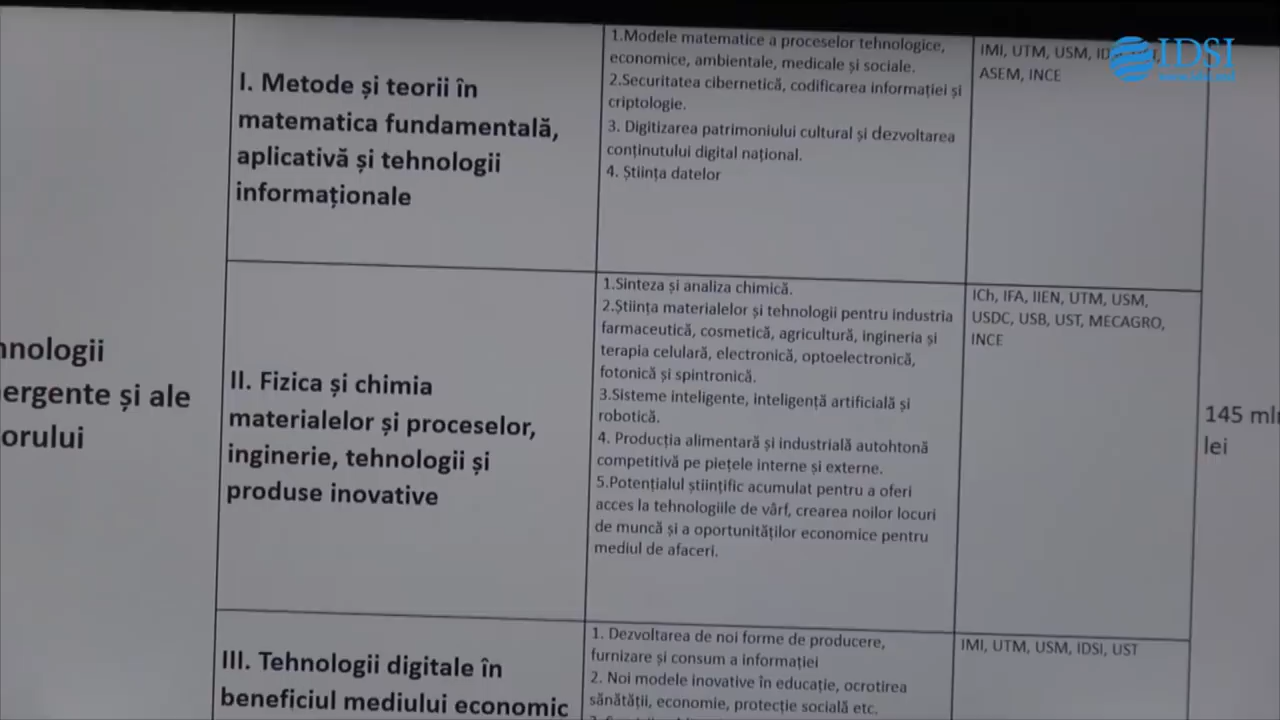 I. Metode și teorii în
matematica fundamentală,
aplicativă și tehnologii
informaționale
1.Modele matematice a proceselor tehnologice,
economice, ambientale, medicale și sociale.
2.Securitatea cibernetică, codificarea informației și
criptologie.
3. Digitizarea patrimoniului cultural și dezvoltarea
conținutului digital național.
4. Știința datelor
IMI, UTM, USM,
ASEM, INCE
IDSI
ergente și ale
II. Fizica și chimia
materialelor și proceselor,
inginerie, tehnologii și
produse inovative
1.Sinteza și analiza chimică.
2.Știința materialelor și tehnologii pentru industria
farmaceutică, cosmetică, agricultură, ingineria și
terapia celulară, electronică, optoelectronică,
fotonică și spintronică.
3.Sisteme inteligente, inteligență artificială și
robotică.
4. Producția alimentară și industrială autohtonă
competitivă pe piețele interne și externe.
5.Potențialul științific acumulat pentru a oferi
acces la tehnologiile de vârf, crearea noilor locuri
de muncă și a oportunităților economice pentru
mediul de afaceri.
ICh, IFA, IIEN, UTM, USM,
USDC, USB, UST, MECAGRO,
INCE
145 mln
lei
III. Tehnologii digitale în
beneficiul mediului economic
1. Dezvoltarea de noi forme de producere,
furnizare și consum a informației
2. Noi modele inovative în educație, ocrotirea
sănătății, economie, protecție socială etc.
IMI, UTM, USM, IDSI, UST